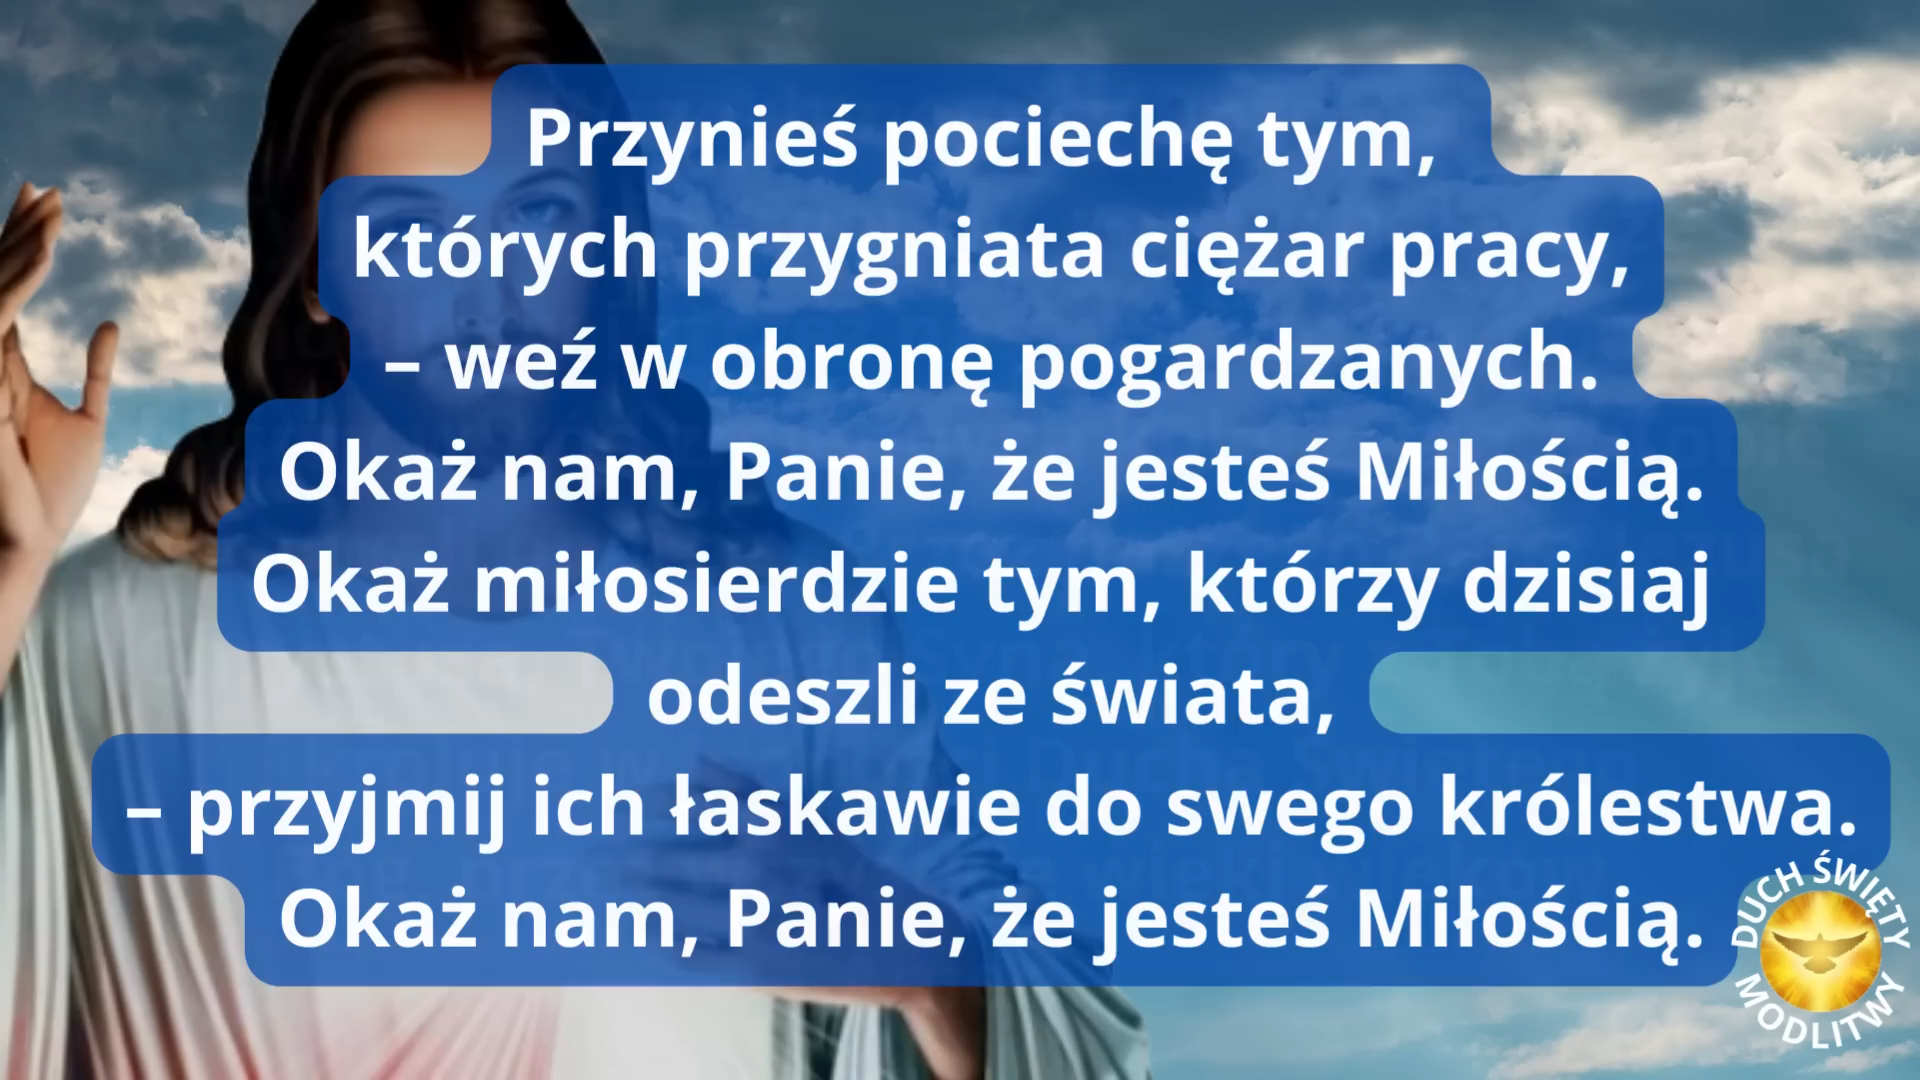 Przynieś pociechę tym,
których przygniata ciężar pracy,
– weź w obronę pogardzanych.
Okaż nam, Panie, że jesteś Miłością.
Okaż miłosierdzie tym, którzy dzisiaj
odeszli ze świata,
– przyjmij ich łaskawie do swego królestwa.
Okaż nam, Panie, że jesteś Miłością.
DUCH ŚWIĘTY
MODLITWY